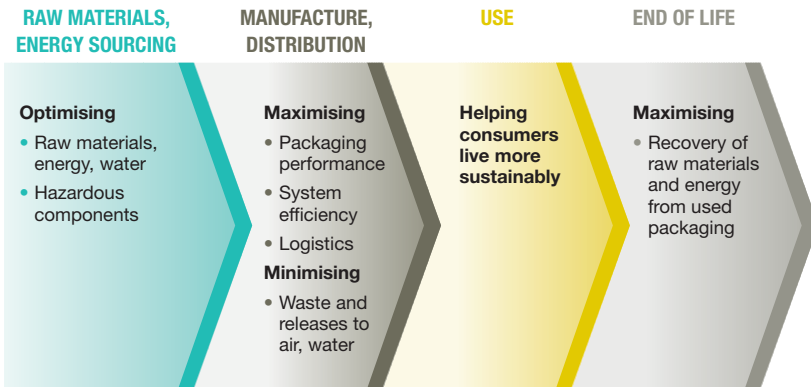 RAW MATERIALS,
ENERGY SOURCING
Optimising
• Raw materials,
energy, water
• Hazardous
components
MANUFACTURE,
DISTRIBUTION
Maximising
• Packaging
performance
• System
efficiency
• Logistics
Minimising
• Waste and
releases to
air, water
USE
Helping
consumers
live more
sustainably
END OF LIFE
Maximising
• Recovery of
raw materials
and energy
from used
packaging